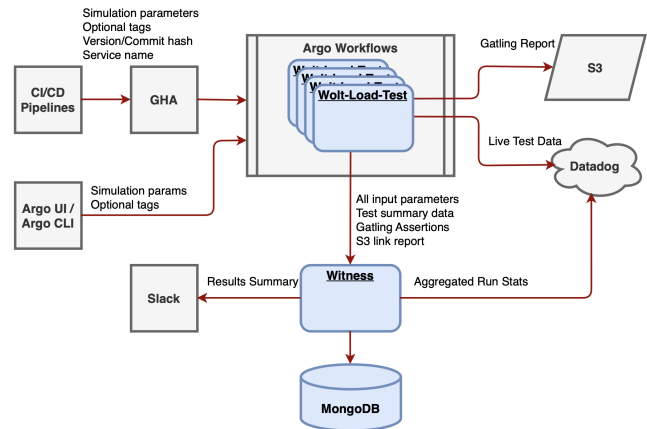 Simulation parameters
Optional tags
Version/Commit hash
Service name
CI/CD
Pipelines
GHA
Argo Workflows
Wolt-Load-Test
Gatling Report
S3
Live Test Data
Datadog
Argo UI /
Argo CLI
Simulation params
Optional tags
All input parameters
Test summary data
Gatling Assertions
S3 link report
Slack
Results Summary
Witness
Aggregated Run Stats
MongoDB